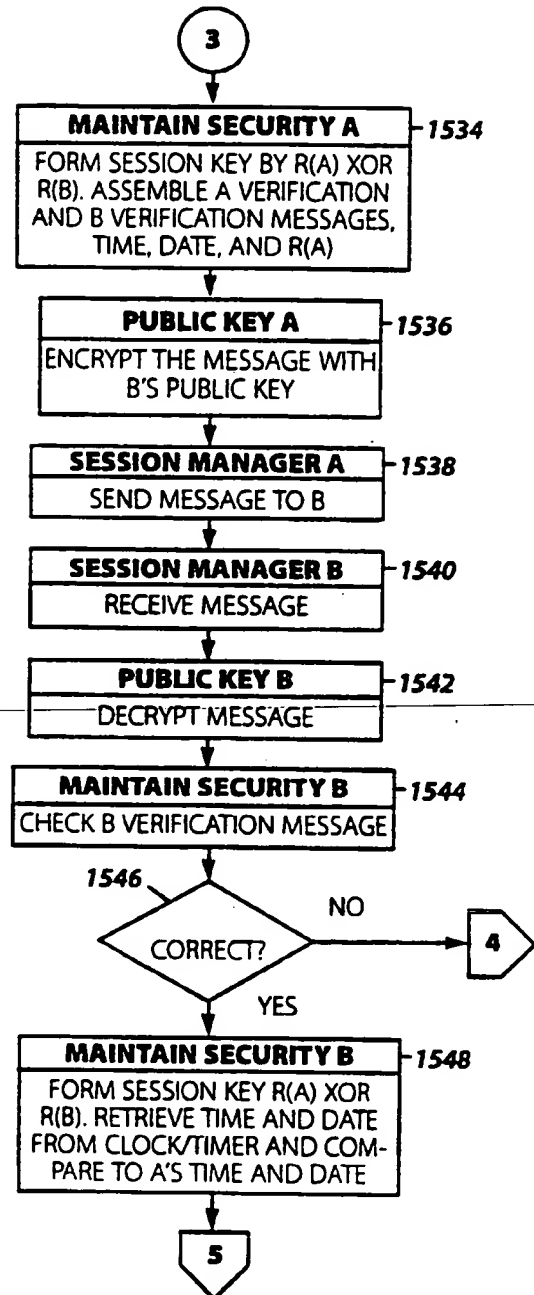 3
MAINTAIN SECURITY A
1534
FORM SESSION KEY BY R(A) XOR
R(B). ASSEMBLE A VERIFICATION
AND B VERIFICATION MESSAGES,
TIME, DATE, AND R(A)
PUBLIC KEY A
1536
ENCRYPT THE MESSAGE WITH
B'S PUBLIC KEY
SESSION MANAGER A
1538
SEND MESSAGE TO B
SESSION MANAGER B
1540
RECEIVE MESSAGE
PUBLIC KEY B
1542
DECRYPT MESSAGE
MAINTAIN SECURITY B
1544
CHECK B VERIFICATION MESSAGE
1546
CORRECT?
NO
4
YES
MAINTAIN SECURITY B
1548
FORM SESSION KEY R(A) XOR
R(B). RETRIEVE TIME AND DATE
FROM CLOCK/TIMER AND COM-
PARE TO A'S TIME AND DATE
5